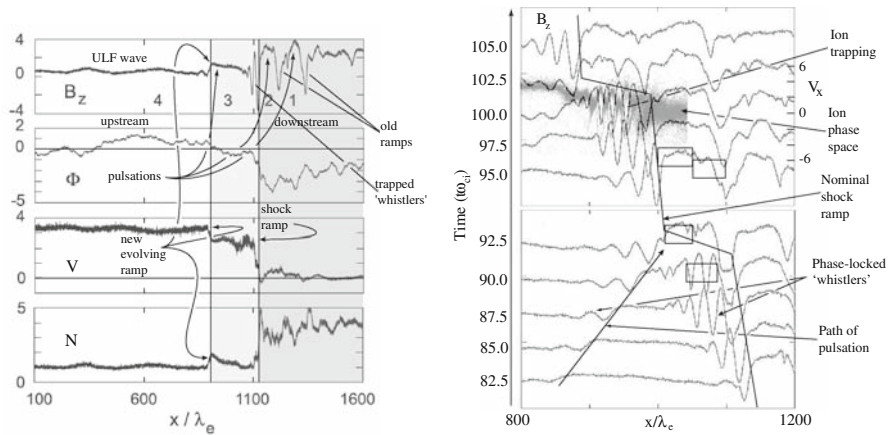 4
ULF wave
0
B_z
4
3
2
1
-4
upstream
downstream
old
ramps
0
Φ
pulsations
trapped
'whistlers'
-5
4
shock
ramp
V
new
evolving
ramp
0
5
N
0
100
600
1100
1600
x / λ_e
B_z
Ion
trapping
105.0
102.5
6
V_x
100.0
0
Ion
phase
space
97.5
-6
95.0
Nominal
shock
ramp
Time (tω_ci)
92.5
Phase-locked
'whistlers'
90.0
87.5
Path of
pulsation
85.0
82.5
800
x/λ_e
1200